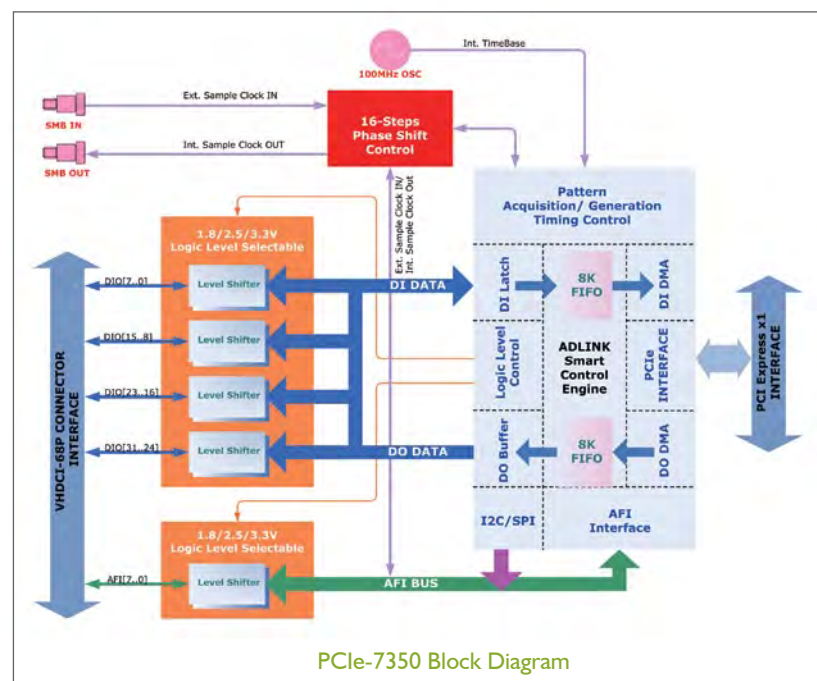 Int. TimeBase
100MHz OSC
Ext. Sample Clock IN
SMB IN
16-Steps
Phase Shift
Control
Int. Sample Clock OUT
SMB OUT
Ext. Sample Clock IN/
Int. Sample Clock Out
Pattern
Acquisition/ Generation
Timing Control
1.8/2.5/3.3V
Logic Level Selectable
DIO[7..0]
Level Shifter
DI DATA
DI Latch
8K
FIFO
DI DMA
DIO[15..8]
Level Shifter
Logic Level
Control
ADLINK
Smart
Control
Engine
PCIe
INTERFACE
PCI Express x1
INTERFACE
DIO[23..16]
Level Shifter
DIO[31..24]
Level Shifter
DO DATA
DO Buffer
8K
FIFO
DO DMA
VHDCI-68P CONNECTOR
INTERFACE
I2C/SPI
AFI
Interface
1.8/2.5/3.3V
Logic Level Selectable
AFI[7..0]
Level Shifter
AFI BUS
PCIe-7350 Block Diagram